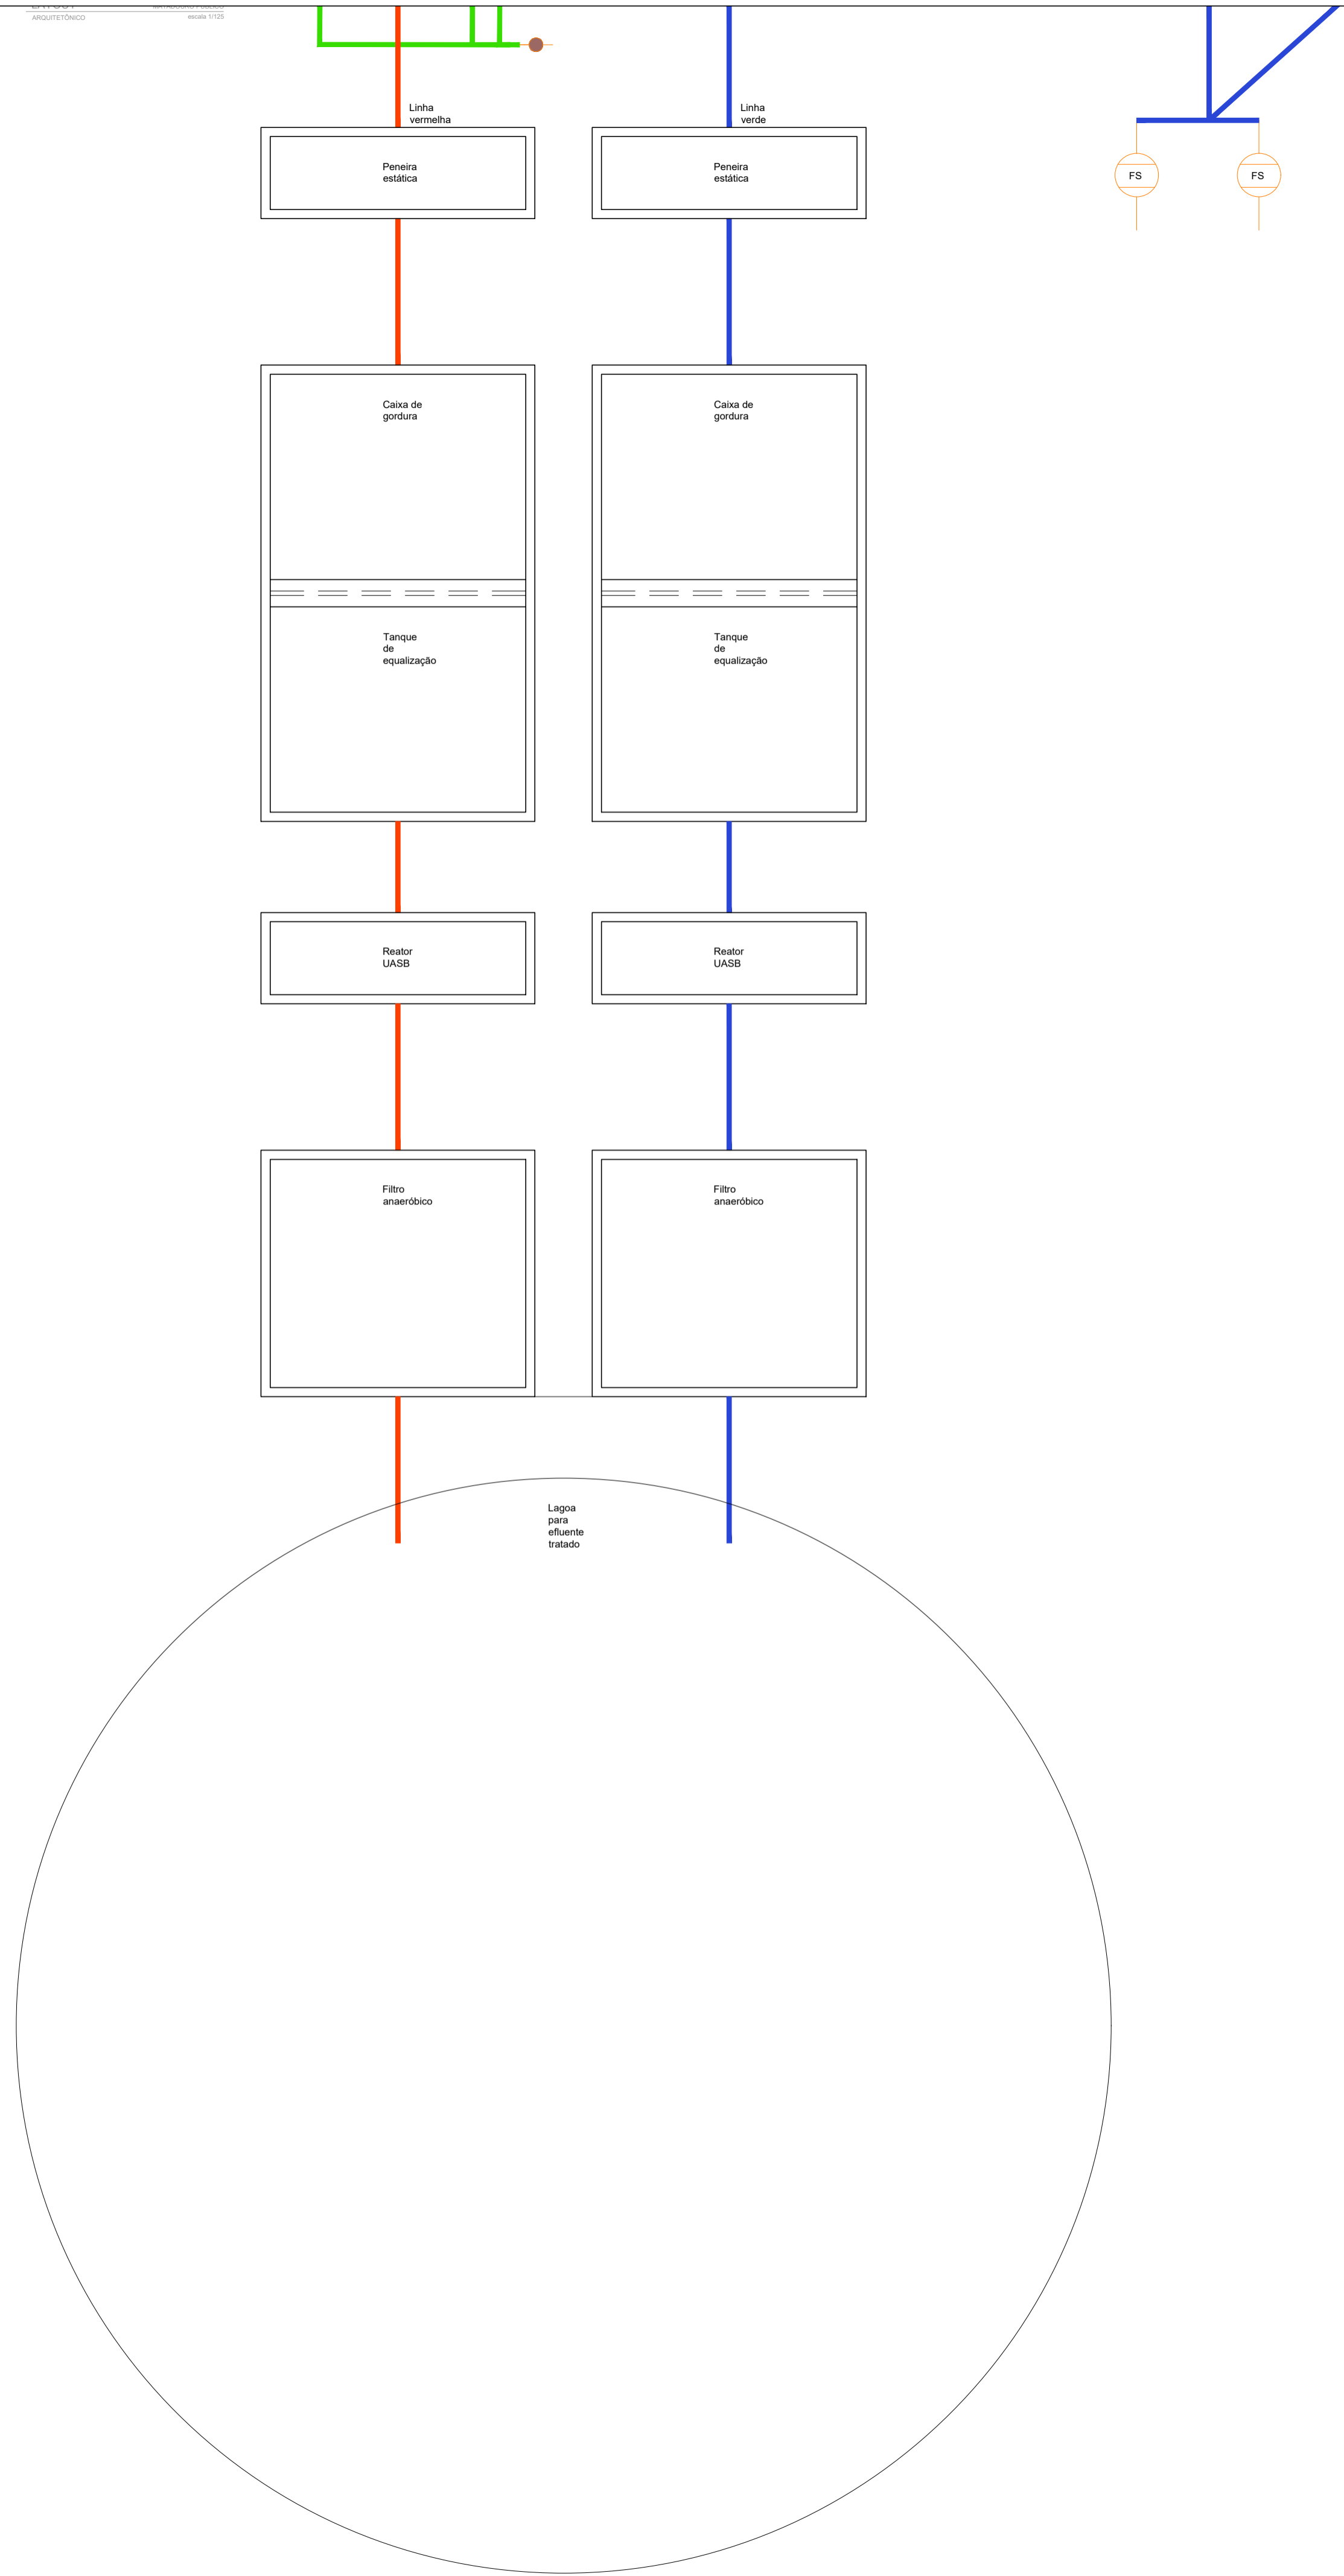 ARQUITETÔNICO
escala 1/125
Linha
vermelha
Linha
verde
Peneira
estática
Peneira
estática
FS
FS
Caixa de
gordura
Caixa de
gordura
Tanque
de
equalização
Tanque
de
equalização
Reator
UASB
Reator
UASB
Filtro
anaeróbico
Filtro
anaeróbico
Lagoa
para
efluente
tratado